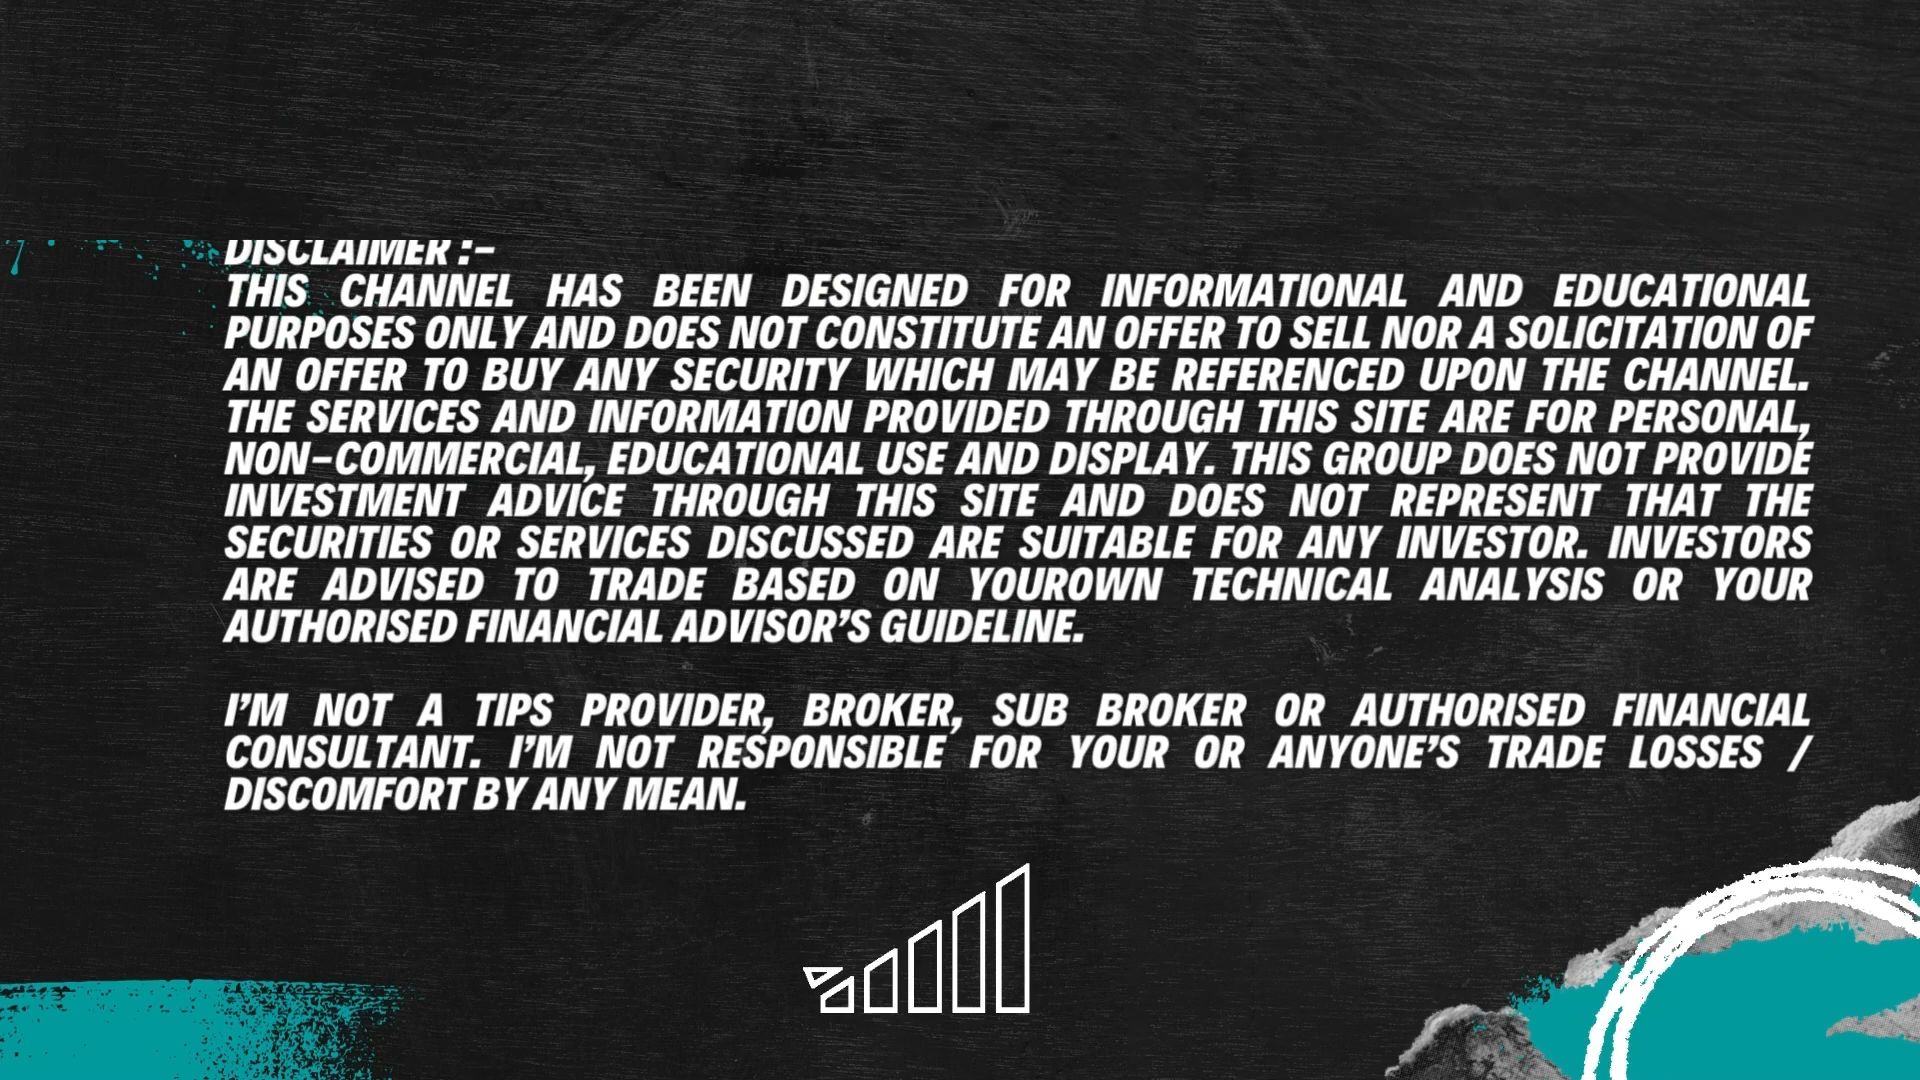 DISCLAIMER :-
THIS CHANNEL HAS BEEN DESIGNED FOR INFORMATIONAL AND EDUCATIONAL
PURPOSES ONLY AND DOES NOT CONSTITUTE AN OFFER TO SELL NOR A SOLICITATION OF
AN OFFER TO BUY ANY SECURITY WHICH MAY BE REFERENCED UPON THE CHANNEL.
THE SERVICES AND INFORMATION PROVIDED THROUGH THIS SITE ARE FOR PERSONAL,
NON-COMMERCIAL, EDUCATIONAL USE AND DISPLAY. THIS GROUP DOES NOT PROVIDE
INVESTMENT ADVICE THROUGH THIS SITE AND DOES NOT REPRESENT THAT THE
SECURITIES OR SERVICES DISCUSSED ARE SUITABLE FOR ANY INVESTOR. INVESTORS
ARE ADVISED TO TRADE BASED ON YOUROWN TECHNICAL ANALYSIS OR YOUR
AUTHORISED FINANCIAL ADVISOR’S GUIDELINE.
I’M NOT A TIPS PROVIDER, BROKER, SUB BROKER OR AUTHORISED FINANCIAL
CONSULTANT. I’M NOT RESPONSIBLE FOR YOUR OR ANYONE’S TRADE LOSSES /
DISCOMFORT BY ANY MEAN.